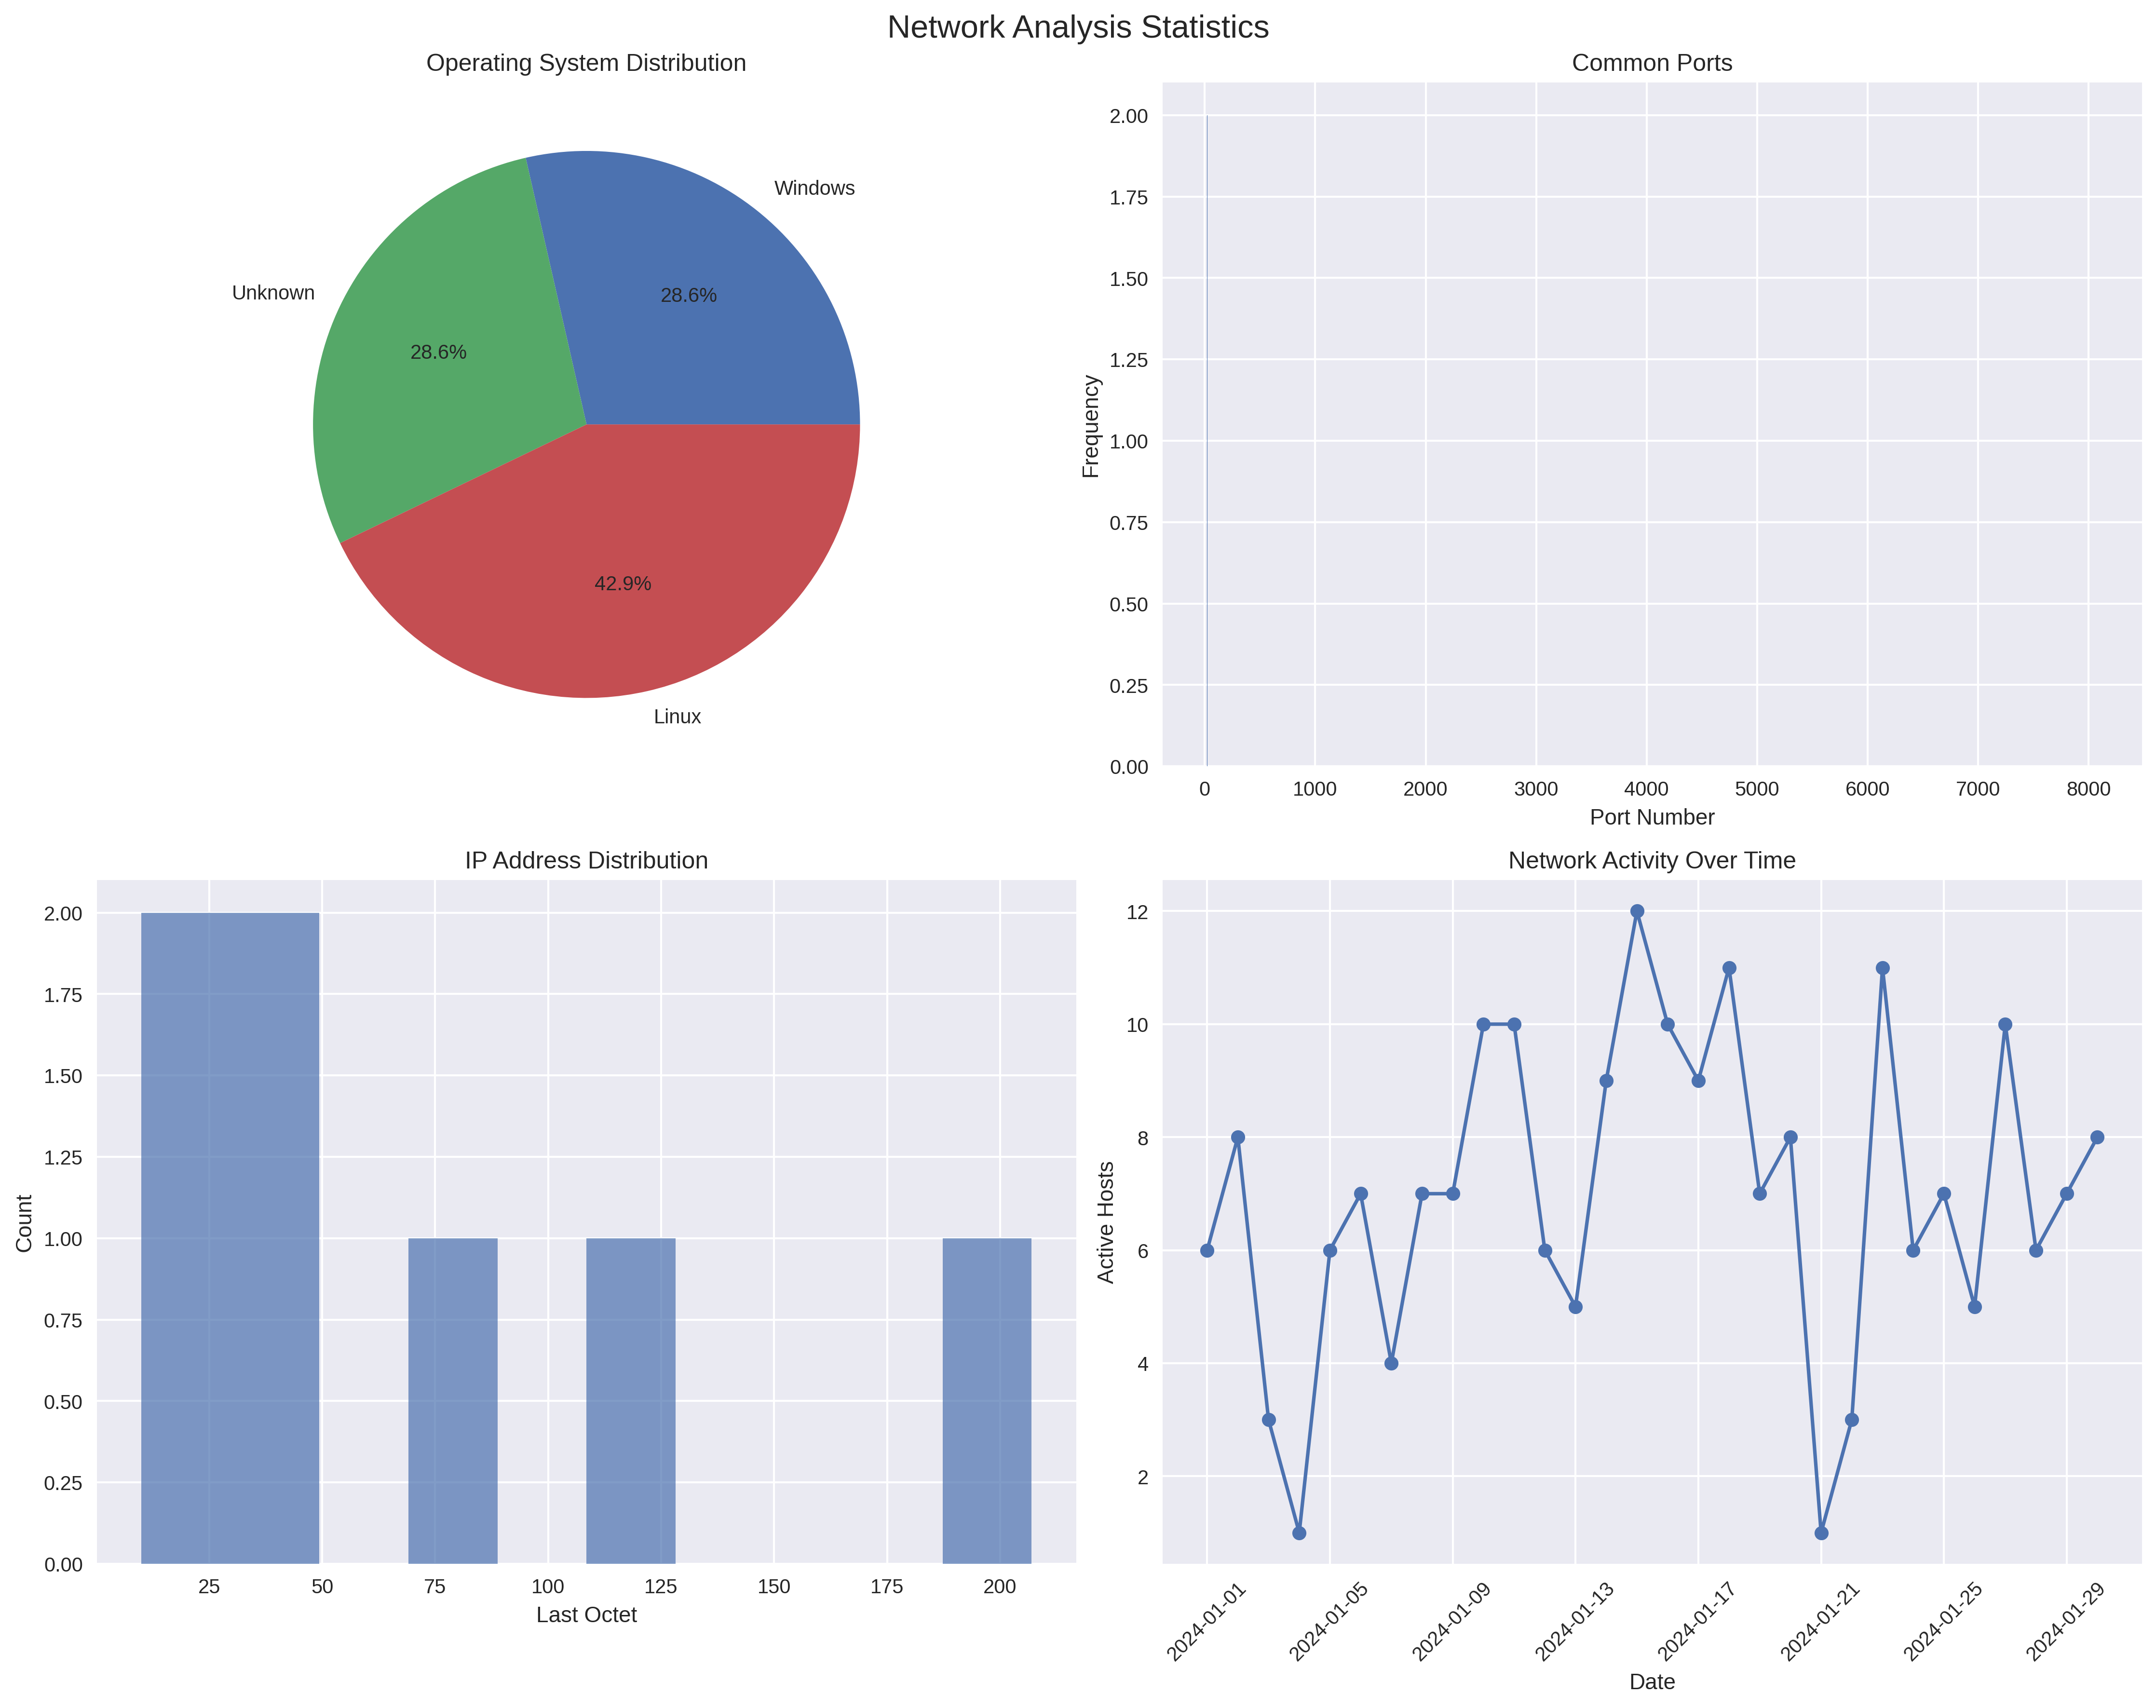 Network Analysis Statistics
Operating System Distribution
Windows
Unknown
Linux
28.6%
28.6%
42.9%
Common Ports
2.00
1.75
1.50
1.25
1.00
0.75
0.50
0.25
0.00
Frequency
0 1000 2000 3000 4000 5000 6000 7000 8000
Port Number
IP Address Distribution
2.00
1.75
1.50
1.25
1.00
0.75
0.50
0.25
0.00
Count
25 50 75 100 125 150 175 200
Last Octet
Network Activity Over Time
12
10
8
6
4
2
Active Hosts
2024-01-01 2024-01-05 2024-01-09 2024-01-13 2024-01-17 2024-01-21 2024-01-25 2024-01-29
Date